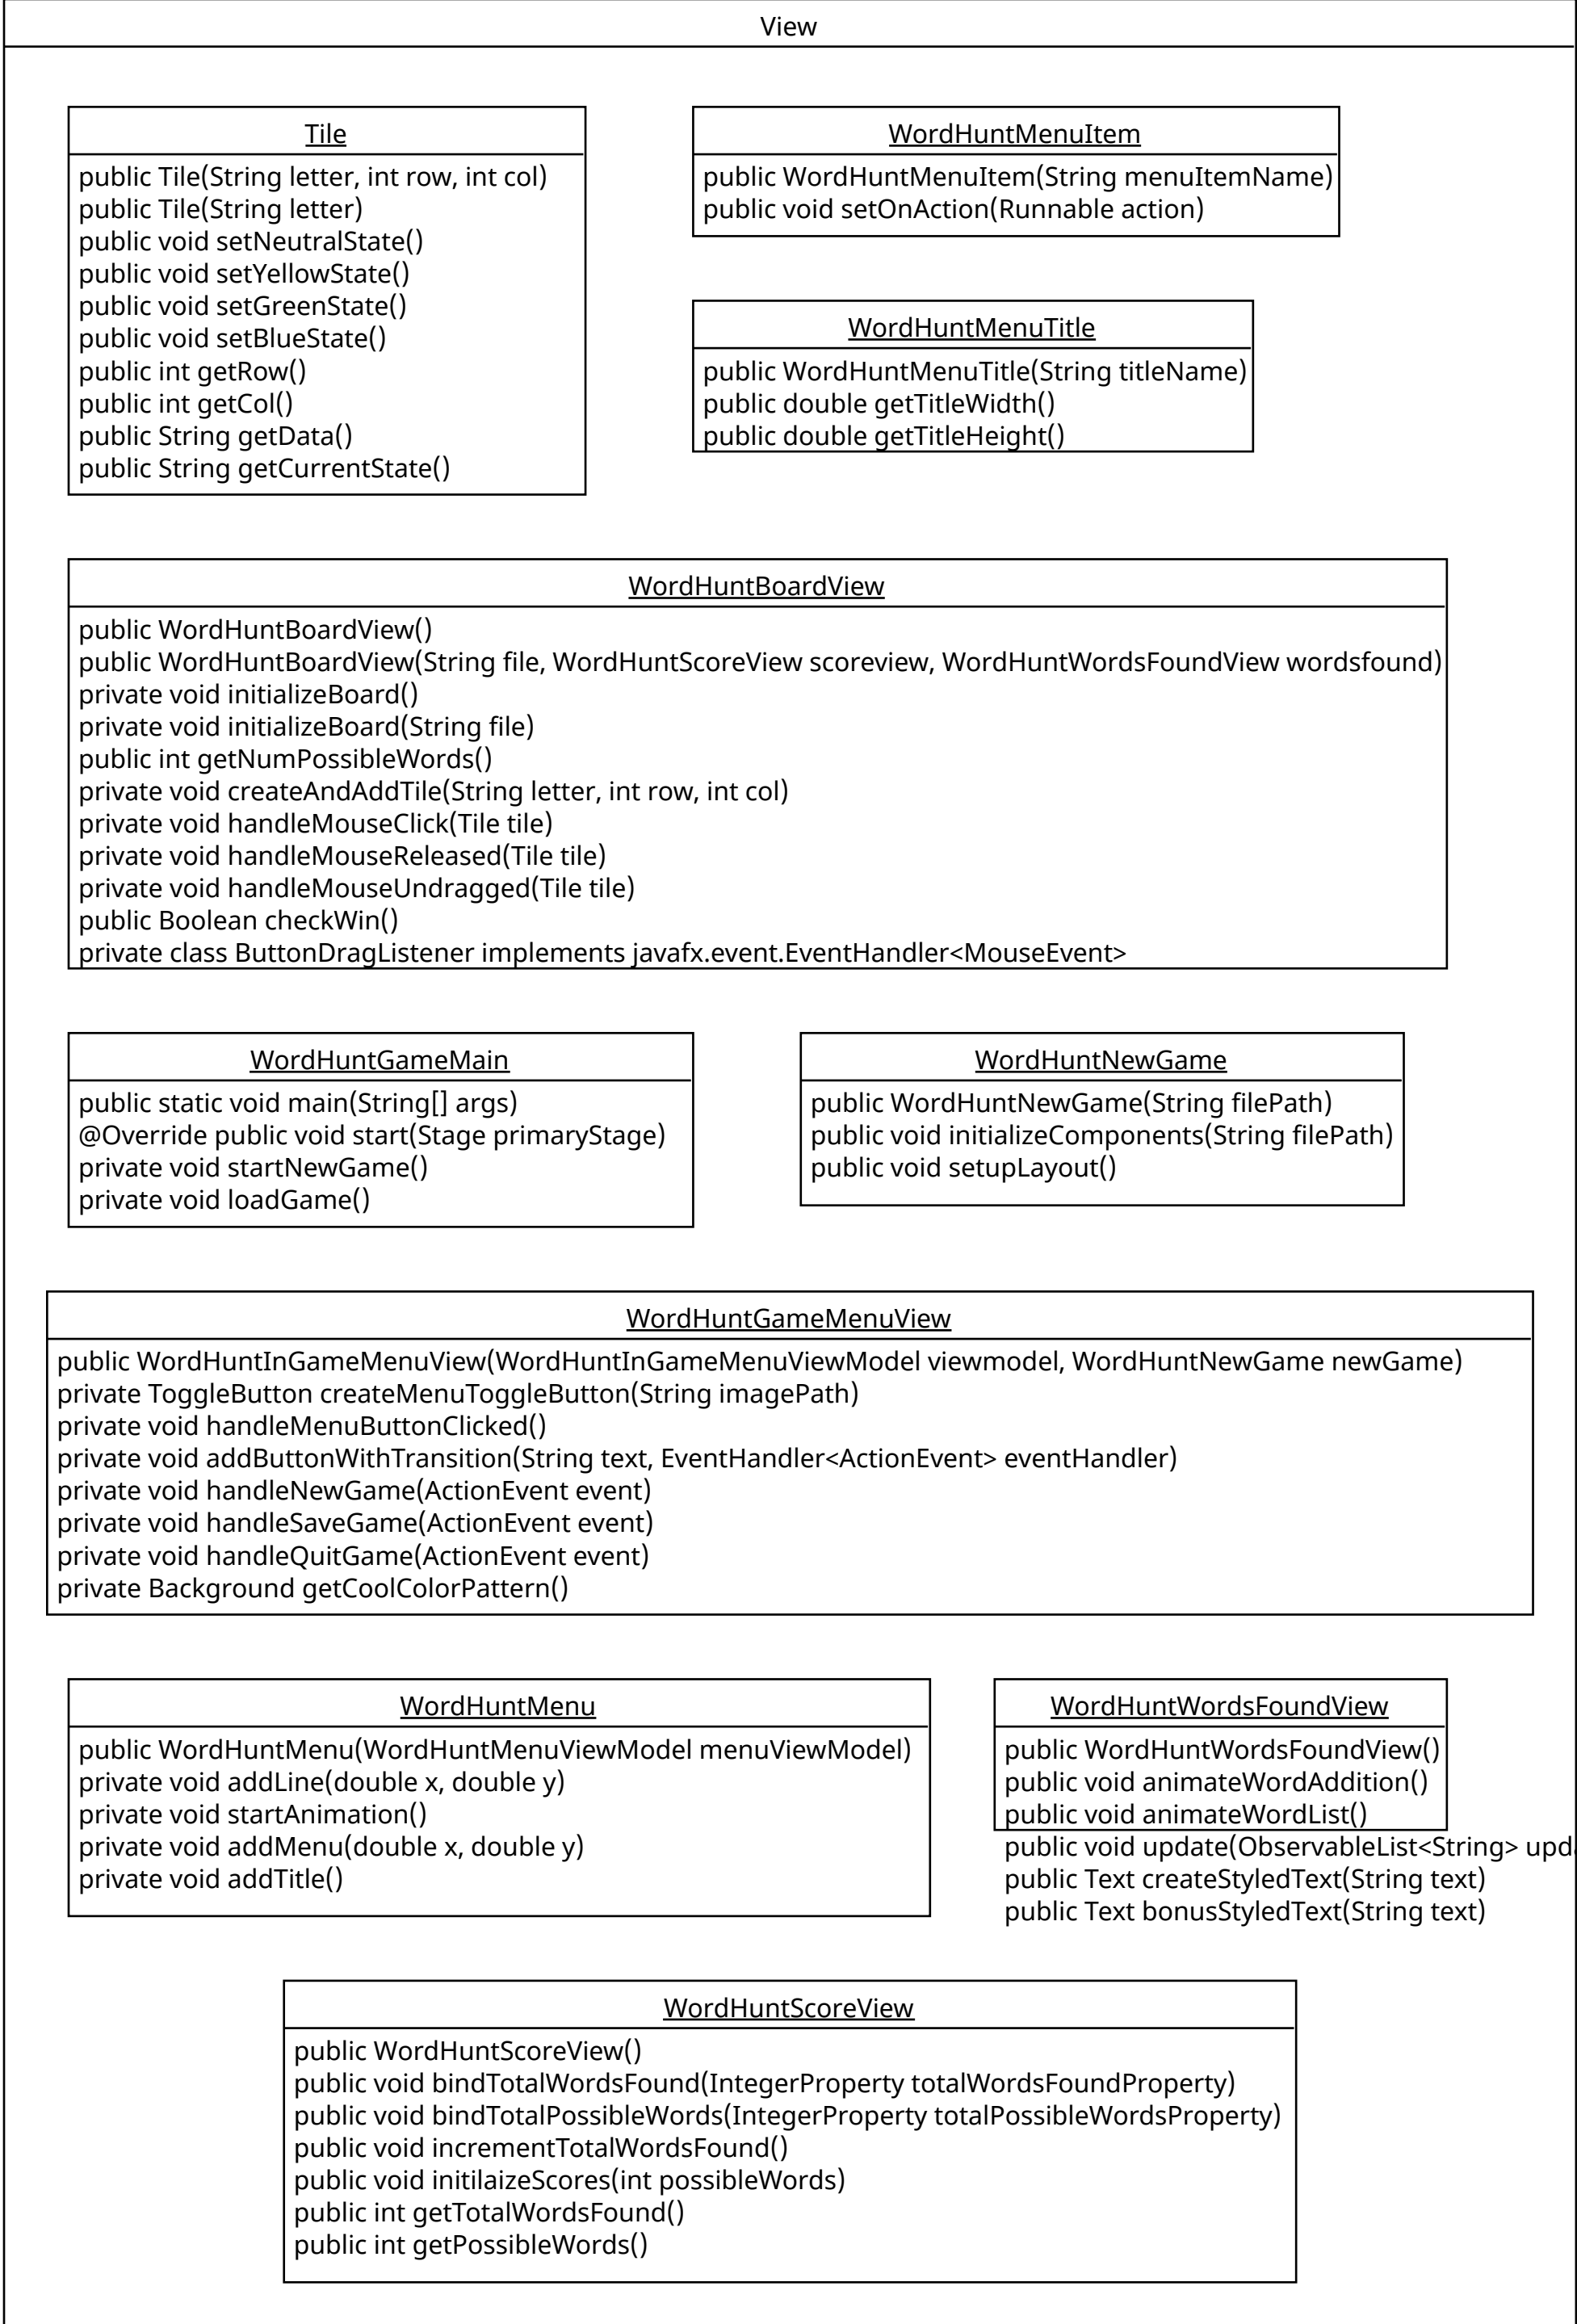 View
Tile
public Tile(String letter, int row, int col)
public Tile(String letter)
public void setNeutralState()
public void setYellowState()
public void setGreenState()
public void setBlueState()
public int getRow()
public int getCol()
public String getData()
public String getCurrentState()
WordHuntMenuItem
public WordHuntMenuItem(String menuItemName)
public void setOnAction(Runnable action)
WordHuntMenuTitle
public WordHuntMenuTitle(String titleName)
public double getTitleWidth()
public double getTitleHeight()
WordHuntBoardView
public WordHuntBoardView()
public WordHuntBoardView(String file, WordHuntScoreView scoreview, WordHuntWordsFoundView wordsfound)
private void initializeBoard()
private void initializeBoard(String file)
public int getNumPossibleWords()
private void createAndAddTile(String letter, int row, int col)
private void handleMouseClick(Tile tile)
private void handleMouseReleased(Tile tile)
private void handleMouseUndragged(Tile tile)
public Boolean checkWin()
private class ButtonDragListener implements javafx.event.EventHandler<MouseEvent>
WordHuntGameMain
public static void main(String[] args)
@Override public void start(Stage primaryStage)
private void startNewGame()
private void loadGame()
WordHuntNewGame
public WordHuntNewGame(String filePath)
public void initializeComponents(String filePath)
public void setupLayout()
WordHuntGameMenuView
public WordHuntInGameMenuView(WordHuntInGameMenuViewModel viewmodel, WordHuntNewGame newGame)
private ToggleButton createMenuToggleButton(String imagePath)
private void handleMenuButtonClicked()
private void addButtonWithTransition(String text, EventHandler<ActionEvent> eventHandler)
private void handleNewGame(ActionEvent event)
private void handleSaveGame(ActionEvent event)
private void handleQuitGame(ActionEvent event)
private Background getCoolColorPattern()
WordHuntMenu
public WordHuntMenu(WordHuntMenuViewModel menuViewModel)
private void addLine(double x, double y)
private void startAnimation()
private void addMenu(double x, double y)
private void addTitle()
WordHuntWordsFoundView
public WordHuntWordsFoundView()
public void animateWordAddition()
public void animateWordList()
public void update(ObservableList<String>
public Text createStyledText(String text)
public Text bonusStyledText(String text)
WordHuntScoreView
public WordHuntScoreView()
public void bindTotalWordsFound(IntegerProperty totalWordsFoundProperty)
public void bindTotalPossibleWords(IntegerProperty totalPossibleWordsProperty)
public void incrementTotalWordsFound()
public void initilaizeScores(int possibleWords)
public int getTotalWordsFound()
public int getPossibleWords()